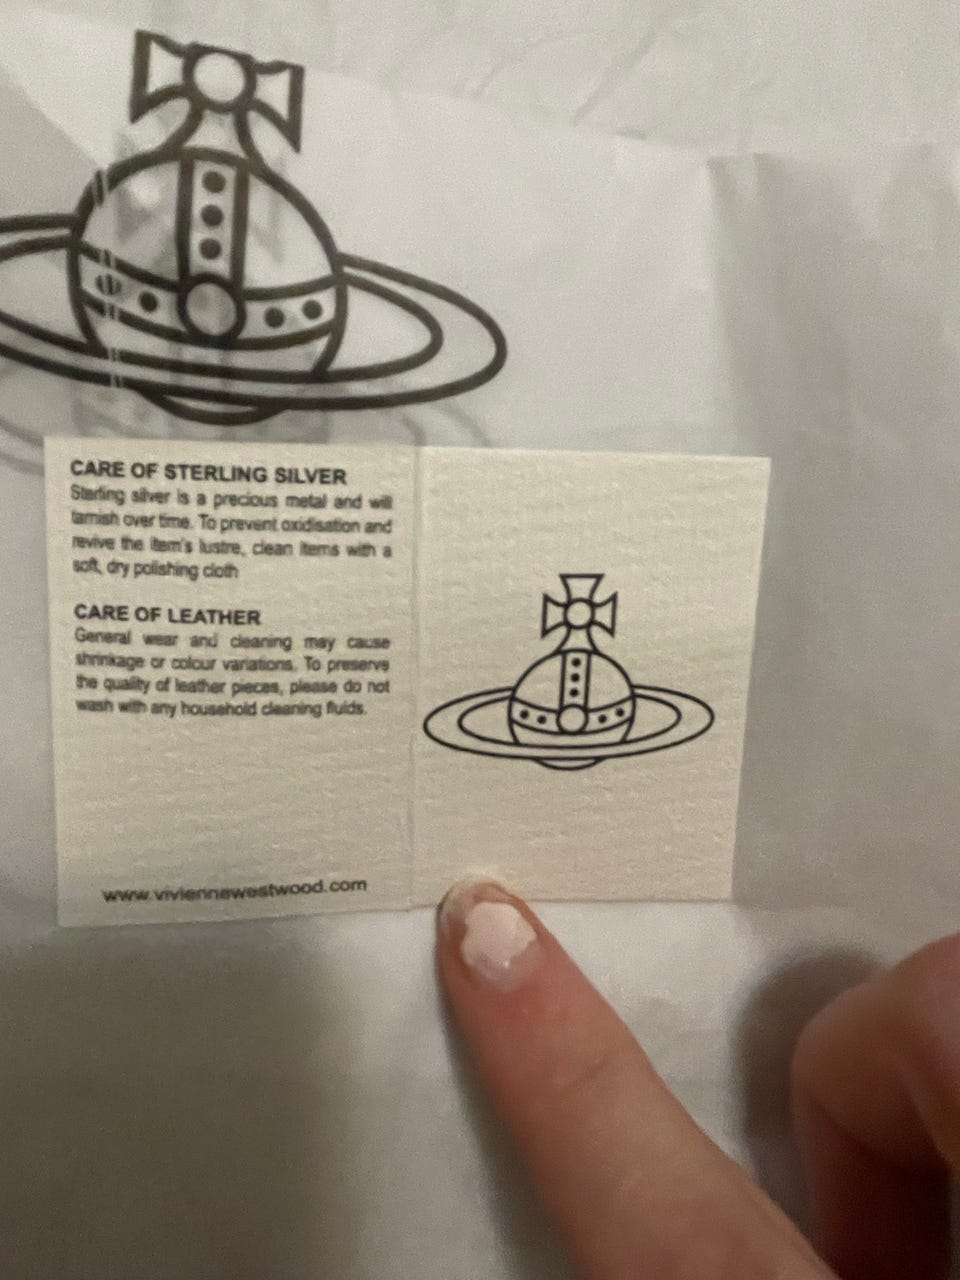 CARE OF STERLING SILVER
Sterling silver is a precious metal and will
tarnish over time. To prevent oxidisation and
revive the item's lustre, clean items with a
soft, dry polishing cloth
CARE OF LEATHER
General wear and cleaning may cause
shrinkage or colour variations. To preserve
the quality of leather pieces, please do not
wash with any household cleaning fluids.
www.viviennewestwood.com